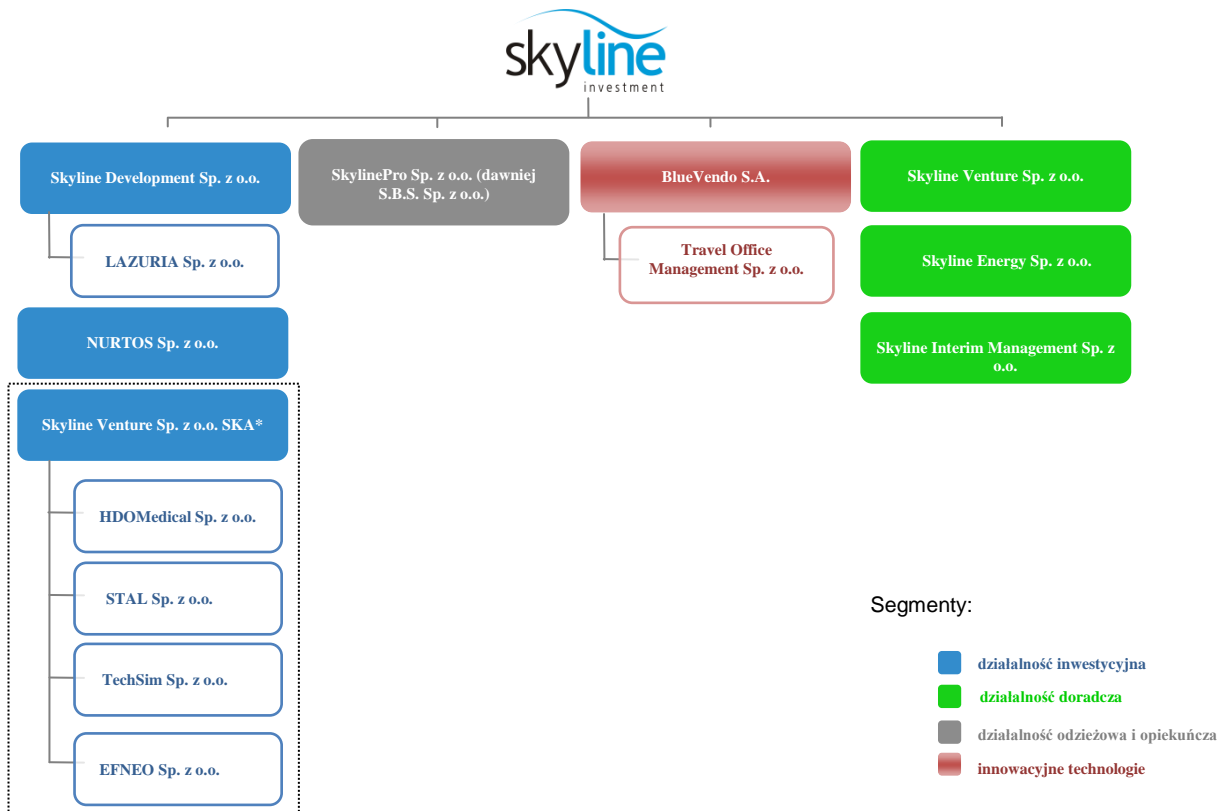 skyline
investment
Skyline Development Sp. z o.o.
LAZURIA Sp. z o.o.
NURTOS Sp. z o.o.
Skyline Venture Sp. z o.o. SKA*
HDOMedical Sp. z o.o.
STAL Sp. z o.o.
TechSim Sp. z o.o.
EFNEO Sp. z o.o.
SkylinePro Sp. z o.o. (dawniej
S.B.S. Sp. z o.o.)
BlueVendo S.A.
Travel Office
Management Sp. z o.o.
Skyline Venture Sp. z o.o.
Skyline Energy Sp. z o.o.
Skyline Interim Management Sp. z
o.o.
Segmenty:
działalność inwestycyjna
działalność doradcza
działalność odzieżowa i opiekuńcza
innowacyjne technologie